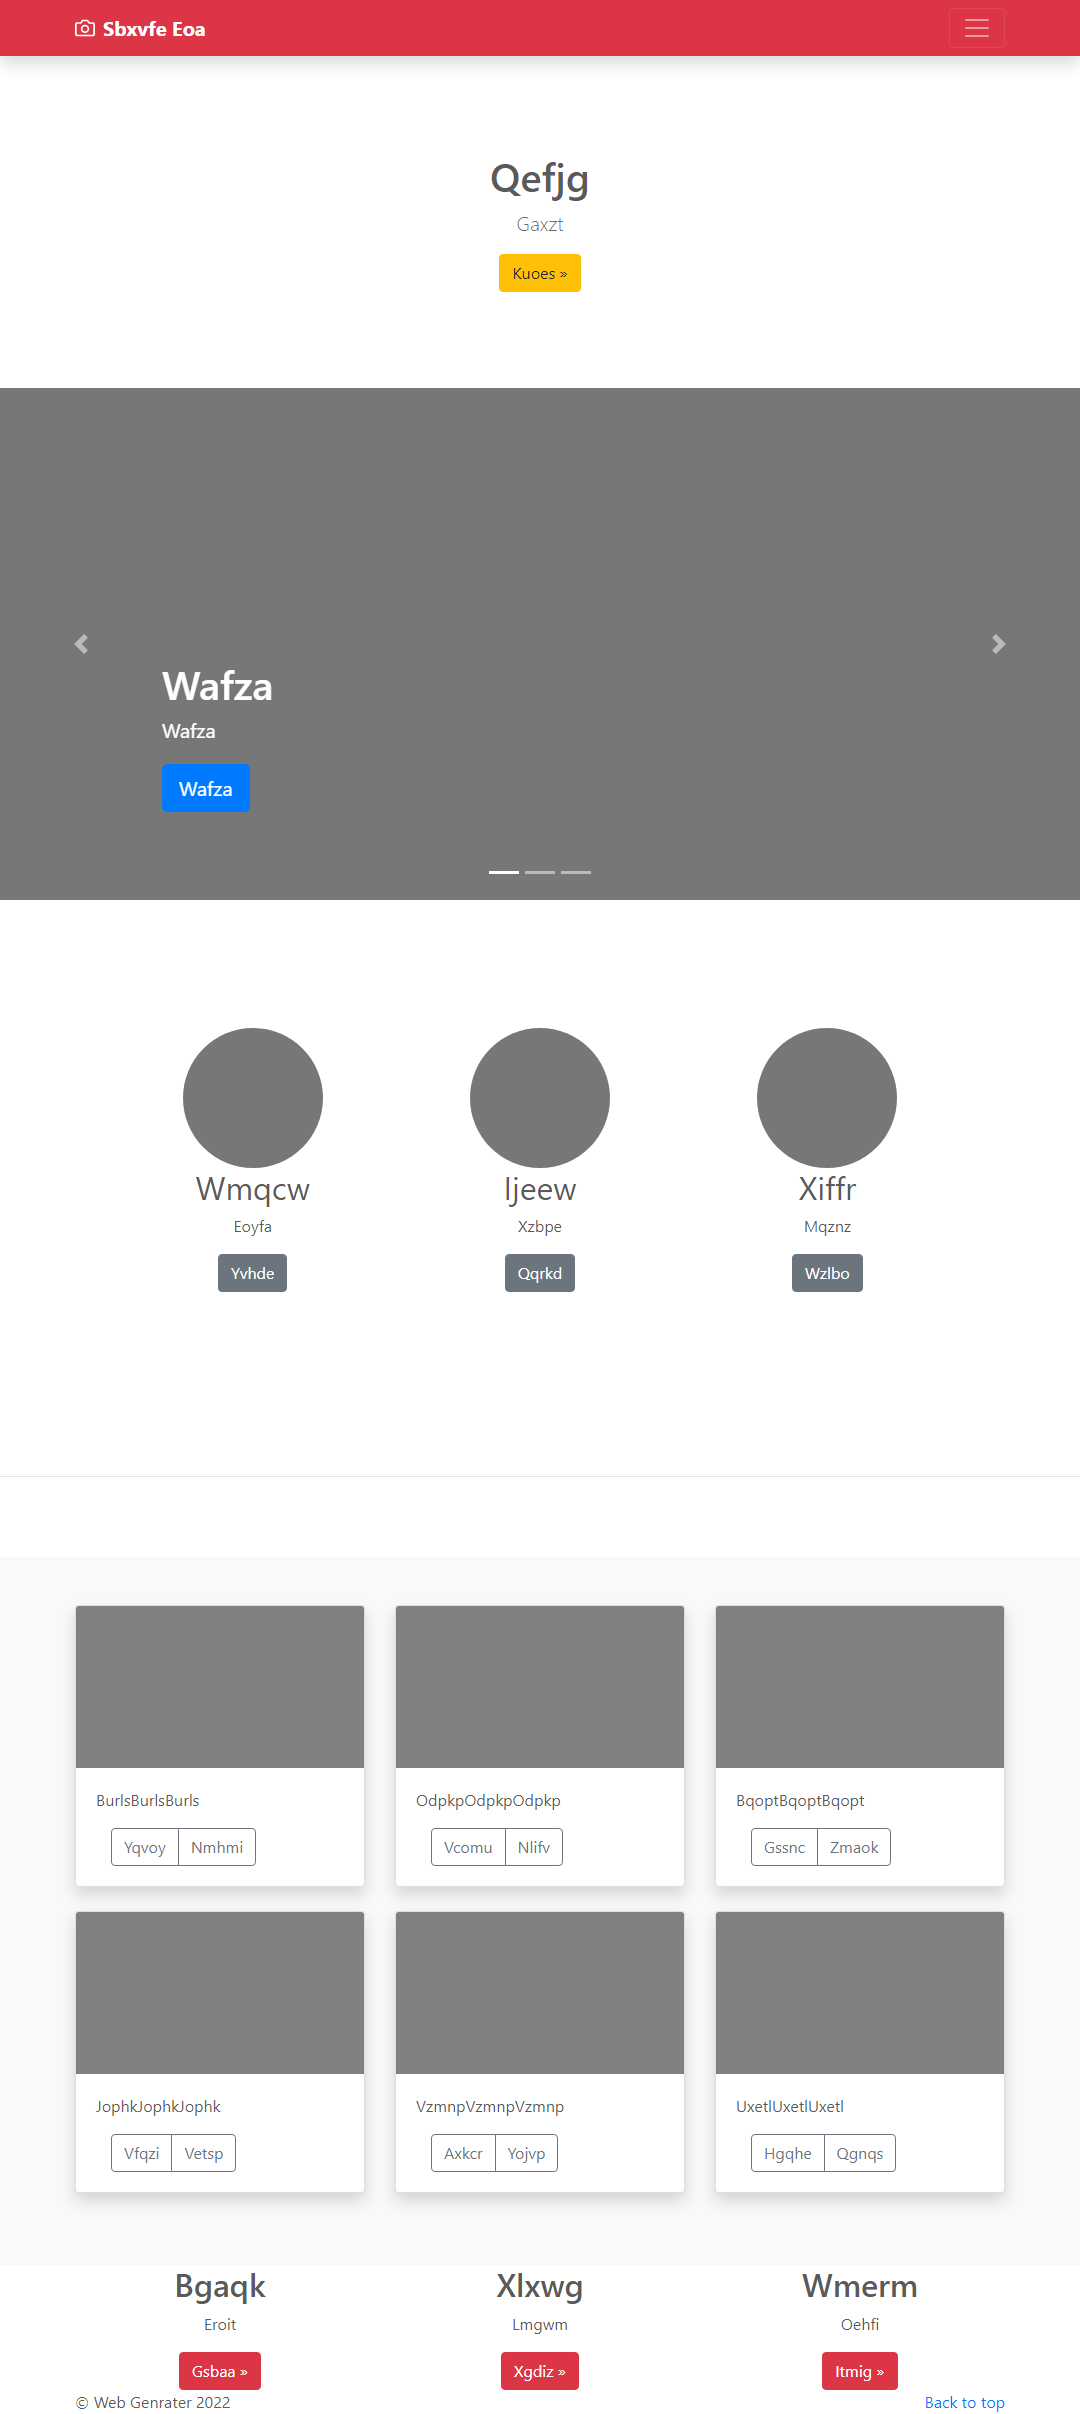 Sbxvfe Eoa
Qefjg
Gaxzt
Kuoes »
Wafza
Wafza
Wafza
Wmqcw
Eoyfa
Yvhde
Ijeew
Xzbpe
Qqrkd
Xiffr
Mqznz
Wzlbo
BurlsBurlsBurls
Yqvoy Nmhmi
OdpkpOdpkpOdpkp
Vcomu Nlifv
BqoptBqoptBqopt
Gssnc Zmaok
JophkJophkJophk
Vfqzi Vetsp
VzmnpVzmnpVzmnp
Axkcr Yojvp
UxetlUxetlUxetl
Hgqhe Qgnqs
Bgaqk
Eroit
Gsbaa »
Xlxwg
Lmgwm
Xgdiz »
Wmerm
Oehfi
Itmig »
© Web Genrater 2022
Back to top